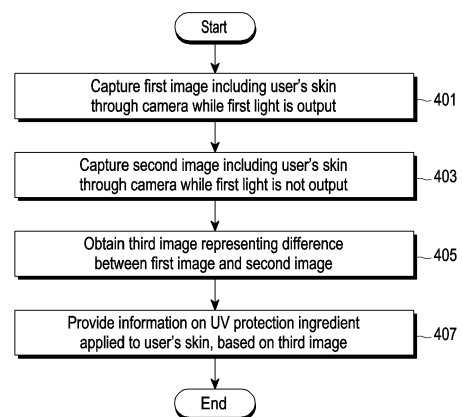 Start
Capture first image including user's skin
through camera while first light is output
401
Capture second image including user's skin
through camera while first light is not output
403
Obtain third image representing difference
between first image and second image
405
Provide information on UV protection ingredient
applied to user's skin, based on third image
407
End